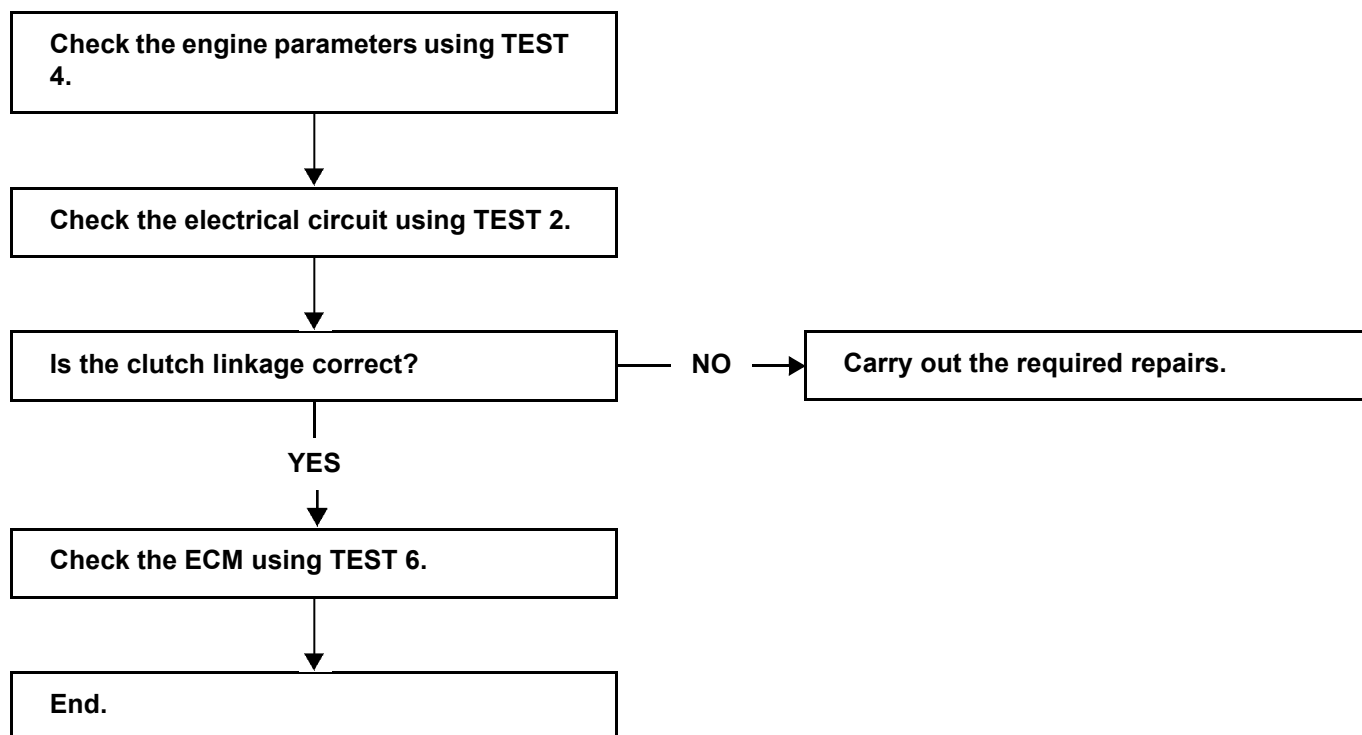 Check the engine parameters using TEST
4.
Check the electrical circuit using TEST 2.
Is the clutch linkage correct?
NO
Carry out the required repairs.
YES
Check the ECM using TEST 6.
End.